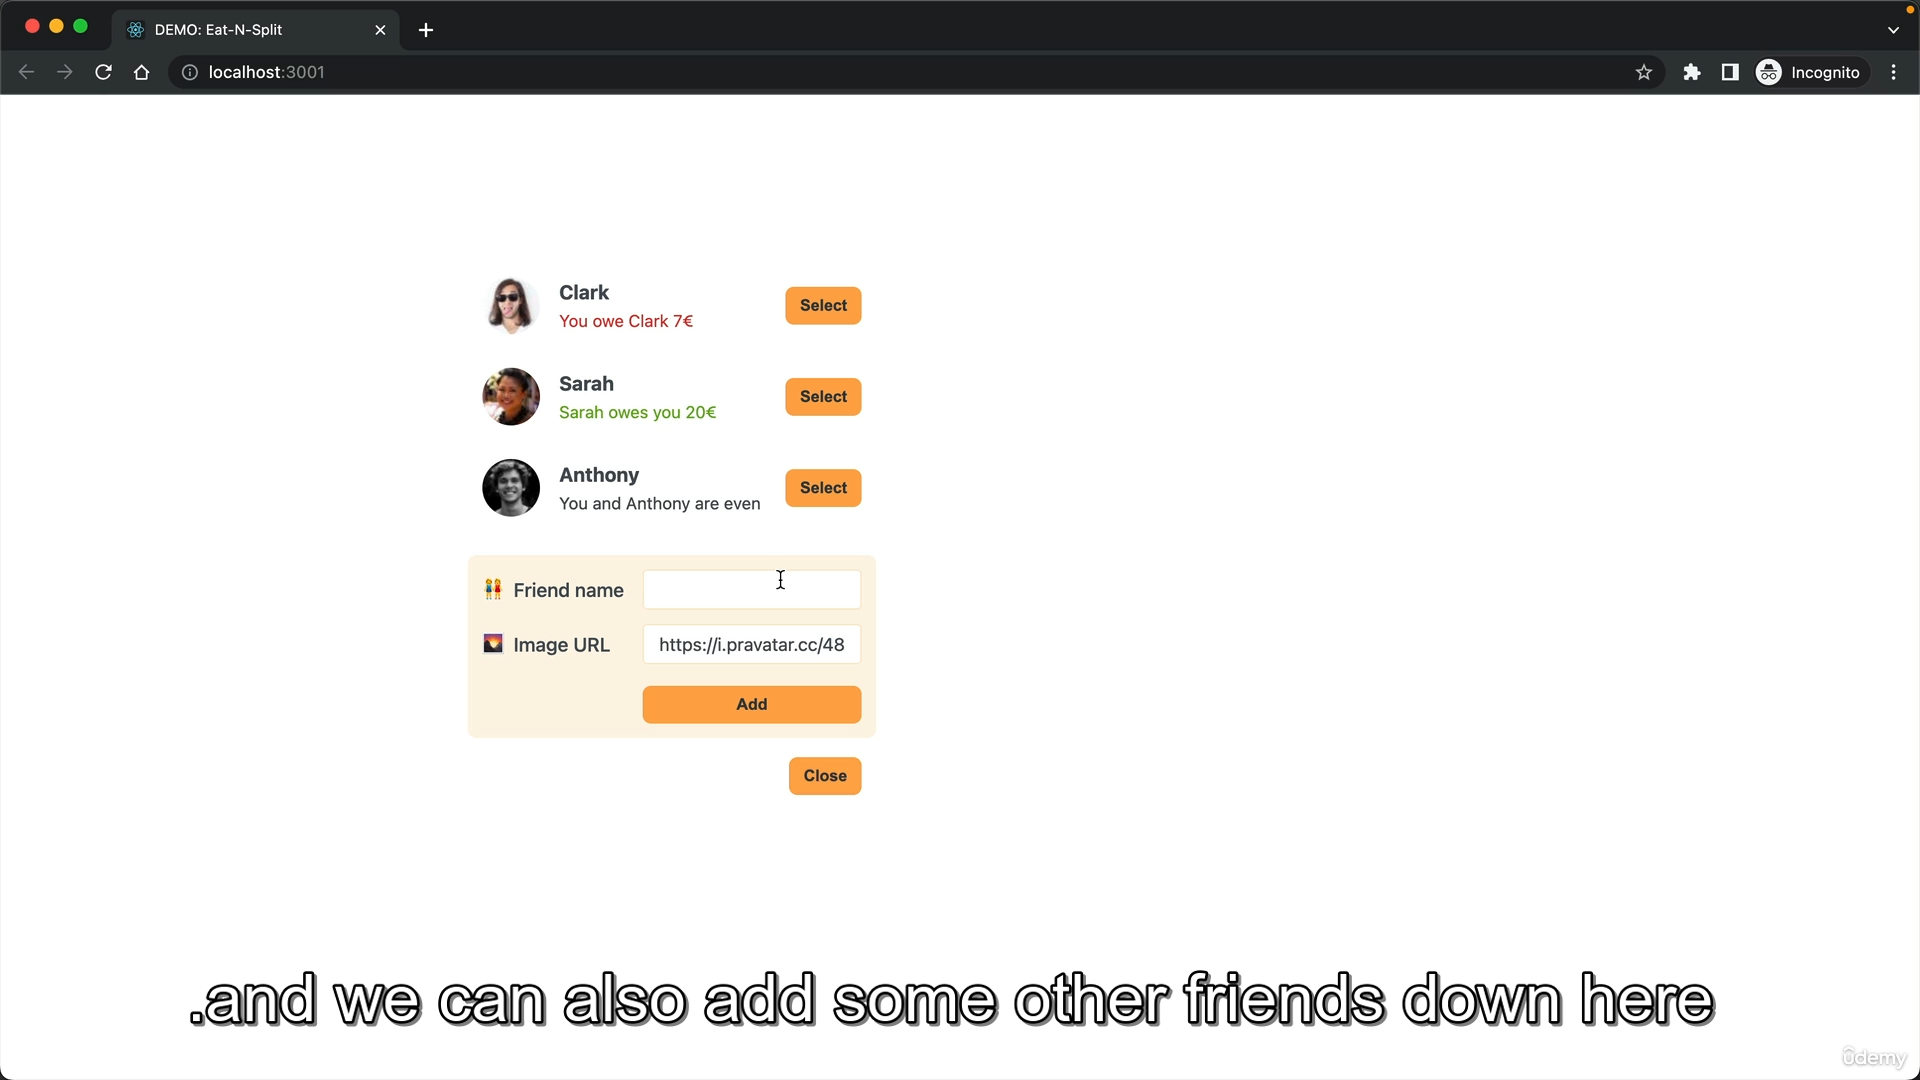 DEMO: Eat-N-Split
localhost:3001
Incognito
Clark
You owe Clark 7€
Select
Sarah
Sarah owes you 20€
Select
Anthony
You and Anthony are even
Select
Friend name
Image URL
https://i.pravatar.cc/48
Add
Close
.and we can also add some other friends down here
ûdemy